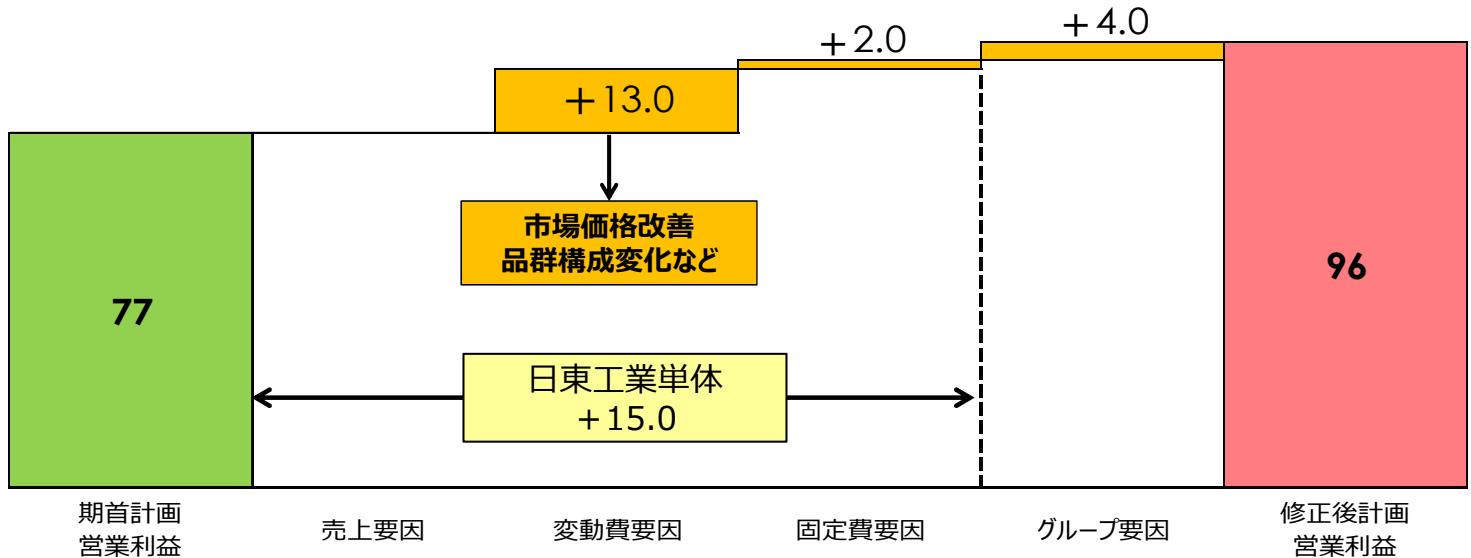 +2.0
+4.0
+13.0
市場価格改善
品群構成変化など
77
96
日東工業単体
+15.0
期首計画
営業利益
売上要因
変動費要因
固定費要因
グループ要因
修正後計画
営業利益